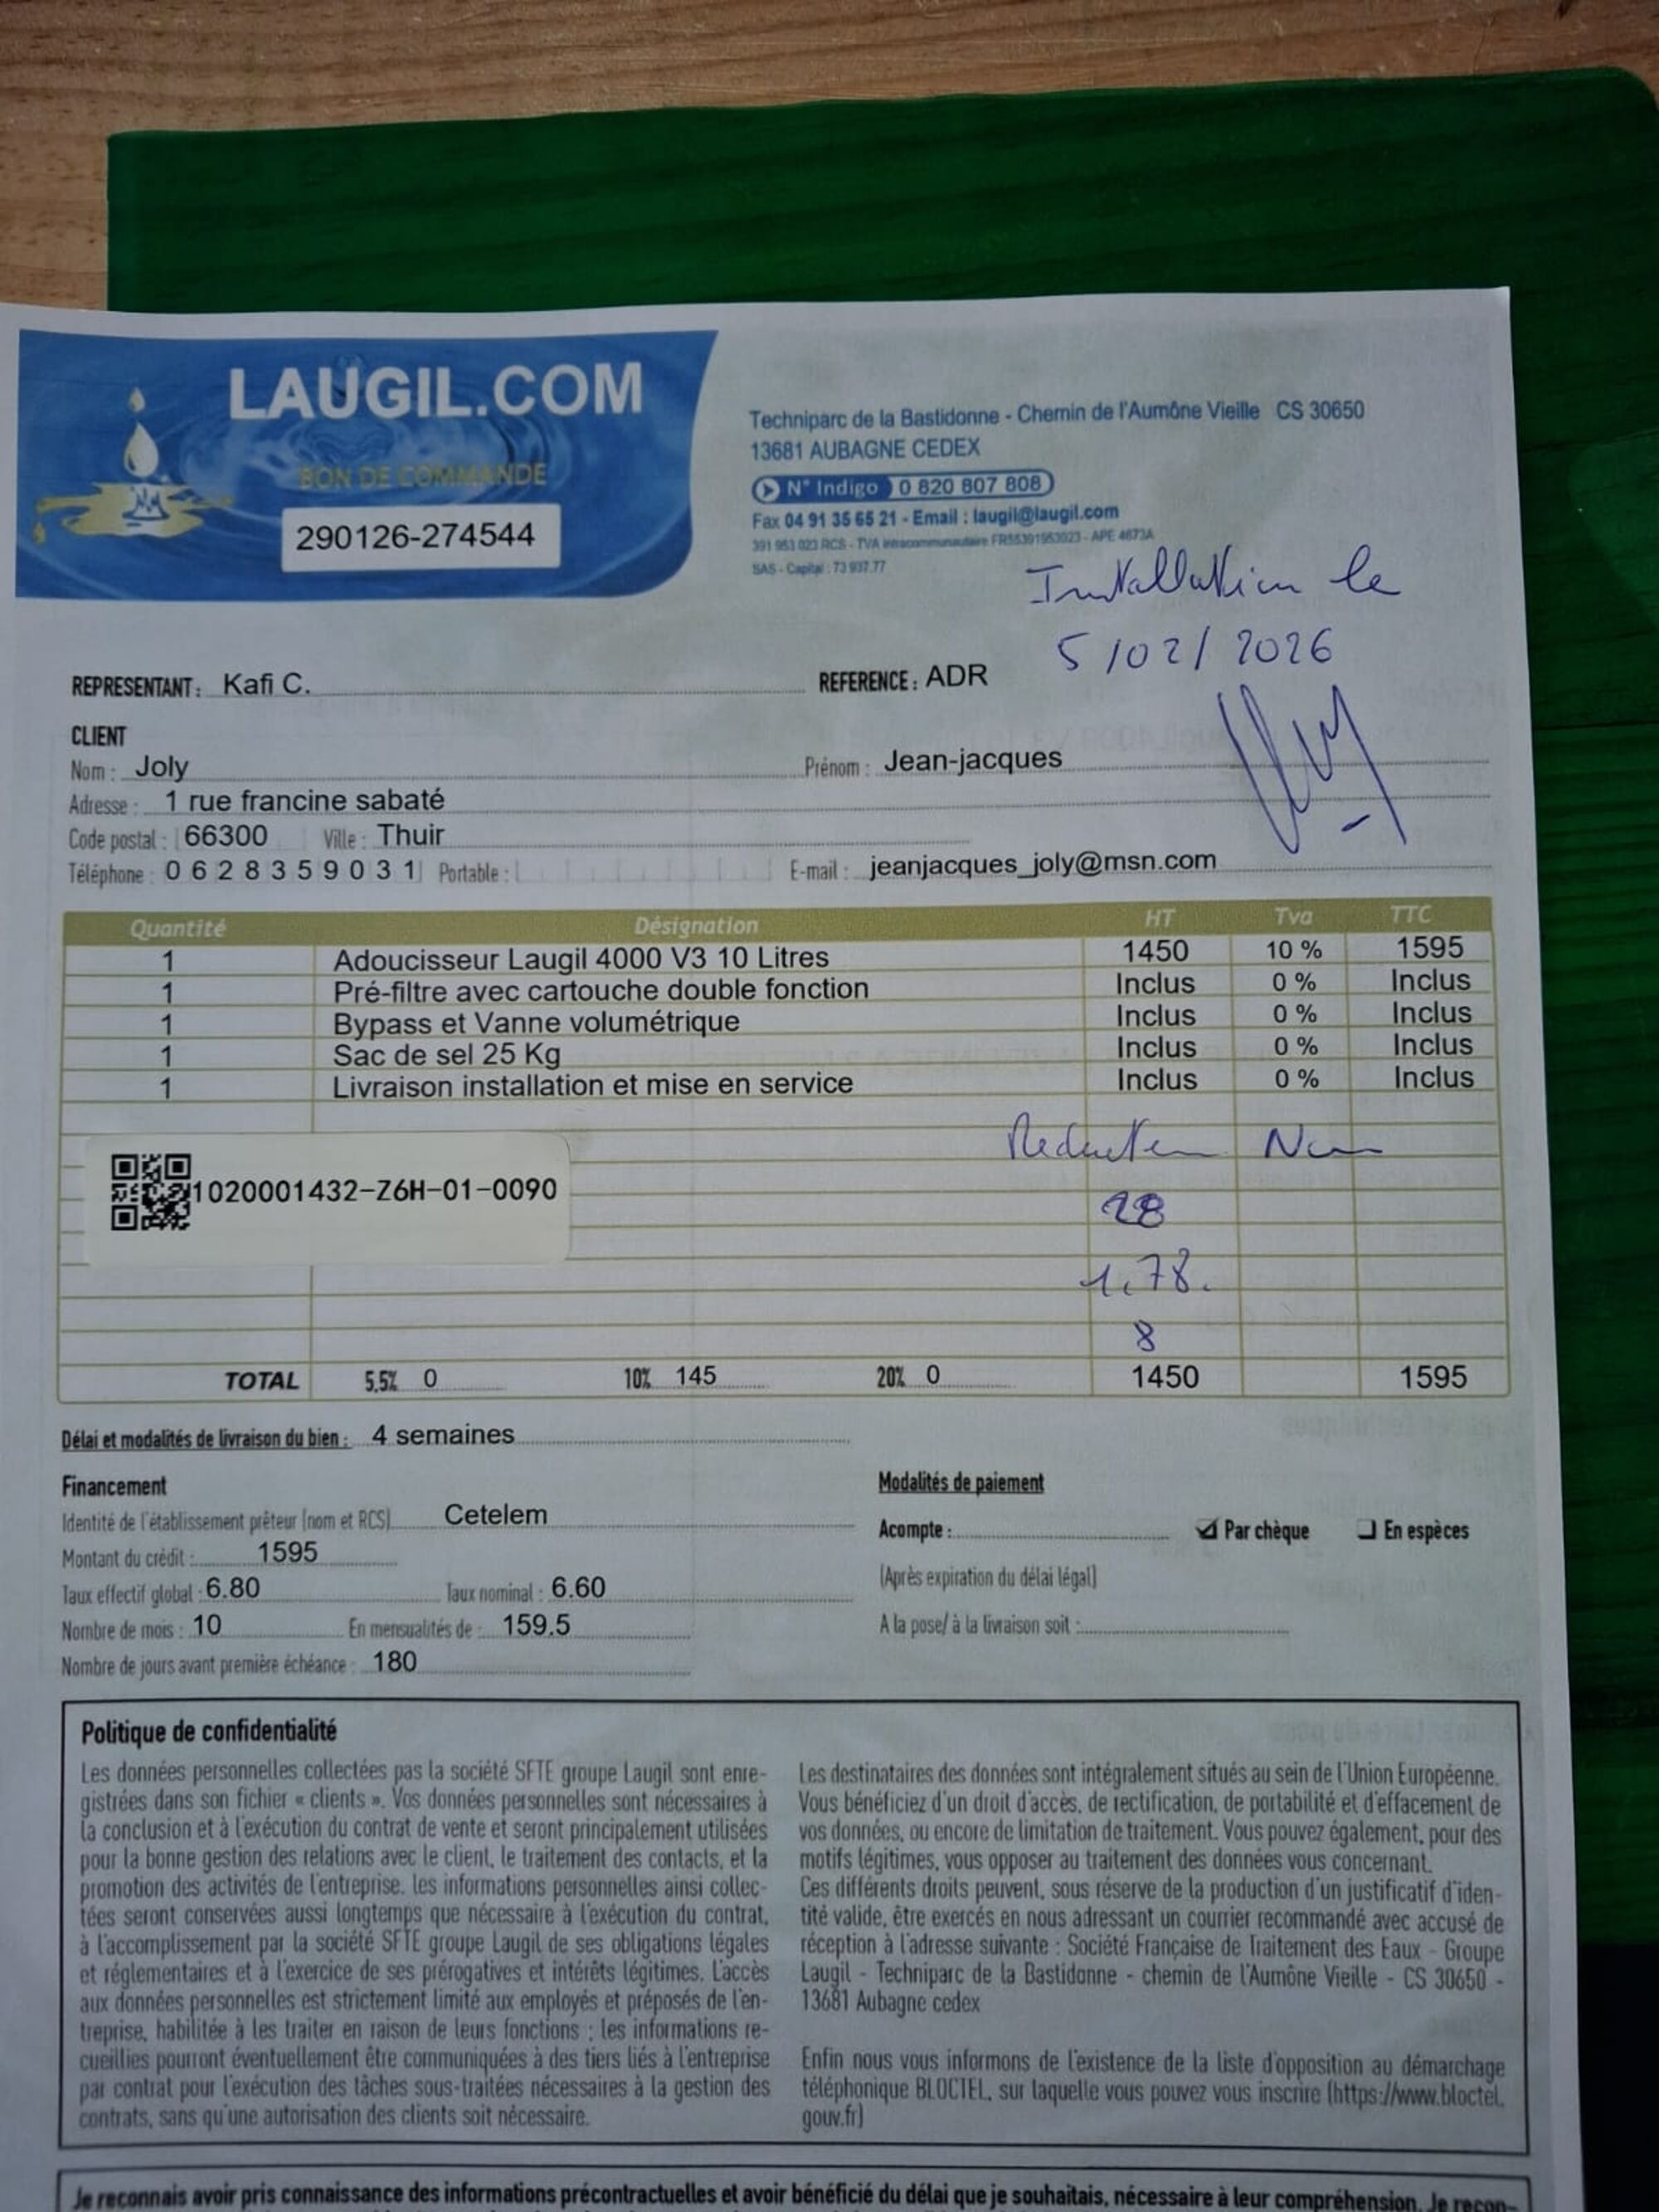 LAUGIL.COM
BON DE COMMANDE
290126-274544
Techniparc de la Bastidonne - Chemin de l'Aumône Vieille CS 30650
13681 AUBAGNE CEDEX
N° Indigo 0 820 807 808
Fax 04 91 35 65 21 - Email : laugil@laugil.com
391 953 023 RCS - TVA intracommunautaire FR55391953023 - APE 4673A
SAS - Capital : 73 937.77
Installation le
5/02/2026
REPRESENTANT : Kafi C. REFERENCE : ADR
CLIENT
Nom : Joly Prénom : Jean-jacques
Adresse : 1 rue francine sabaté
Code postal : 66300 Ville : Thuir
Téléphone 0628359031 Portable : E-mail : jeanjacques_joly@msn.com
Quantité Désignation HT Tva TTC
1 Adoucisseur Laugil 4000 V3 10 Litres 1450 10 % 1595
1 Pré-filtre avec cartouche double fonction Inclus 0 % Inclus
1 Bypass et Vanne volumétrique Inclus 0 % Inclus
1 Sac de sel 25 Kg Inclus 0 % Inclus
1 Livraison installation et mise en service Inclus 0 % Inclus
1020001432-Z6H-01-0090
28
1.78.
8
TOTAL 5,5% 0 10% 145 20% 0 1450 1595
Délai et modalités de livraison du bien : 4 semaines
Financement
Identité de l'établissement prêteur (nom et RCS) Cetelem
Montant du crédit : 1595
Taux effectif global : 6.80 Taux nominal : 6.60
Nombre de mois : 10 En mensualités de : 159.5
Nombre de jours avant première échéance : 180
Modalités de paiement
Acompte : Par chèque En espèces
(Après expiration du délai légal)
A la pose/ à la livraison soit :
Politique de confidentialité
Les données personnelles collectées pas la société SFTE groupe Laugil sont enre-
gistrées dans son fichier « clients ». Vos données personnelles sont nécessaires à
la conclusion et à l'exécution du contrat de vente et seront principalement utilisées
pour la bonne gestion des relations avec le client, le traitement des contacts, et la
promotion des activités de l'entreprise. les informations personnelles ainsi collec-
tées seront conservées aussi longtemps que nécessaire à l'exécution du contrat,
à l'accomplissement par la société SFTE groupe Laugil de ses obligations légales
et réglementaires et à l'exercice de ses prérogatives et intérêts légitimes. L'accès
aux données personnelles est strictement limité aux employés et préposés de l'en-
treprise, habilitée à les traiter en raison de leurs fonctions ; les informations re-
cueillies pourront éventuellement être communiquées à des tiers liés à l'entreprise
par contrat pour l'exécution des tâches sous-traitées nécessaires à la gestion des
contrats, sans qu'une autorisation des clients soit nécessaire.
Les destinataires des données sont intégralement situés au sein de l'Union Européenne.
Vous bénéficiez d'un droit d'accès, de rectification, de portabilité et d'effacement de
vos données, ou encore de limitation de traitement. Vous pouvez également, pour des
motifs légitimes, vous opposer au traitement des données vous concernant.
Ces différents droits peuvent, sous réserve de la production d'un justificatif d'iden-
tité valide, être exercés en nous adressant un courrier recommandé avec accusé de
réception à l'adresse suivante : Société Française de Traitement des Eaux - Groupe
Laugil - Techniparc de la Bastidonne - chemin de l'Aumône Vieille - CS 30650 -
13681 Aubagne cedex
Enfin nous vous informons de l'existence de la liste d'opposition au démarchage
téléphonique BLOCTEL, sur laquelle vous pouvez vous inscrire (https://www.bloctel.
gouv.fr)
Je reconnais avoir pris connaissance des informations précontractuelles et avoir bénéficié du délai que je souhaitais, nécessaire à leur compréhension. Je recon-